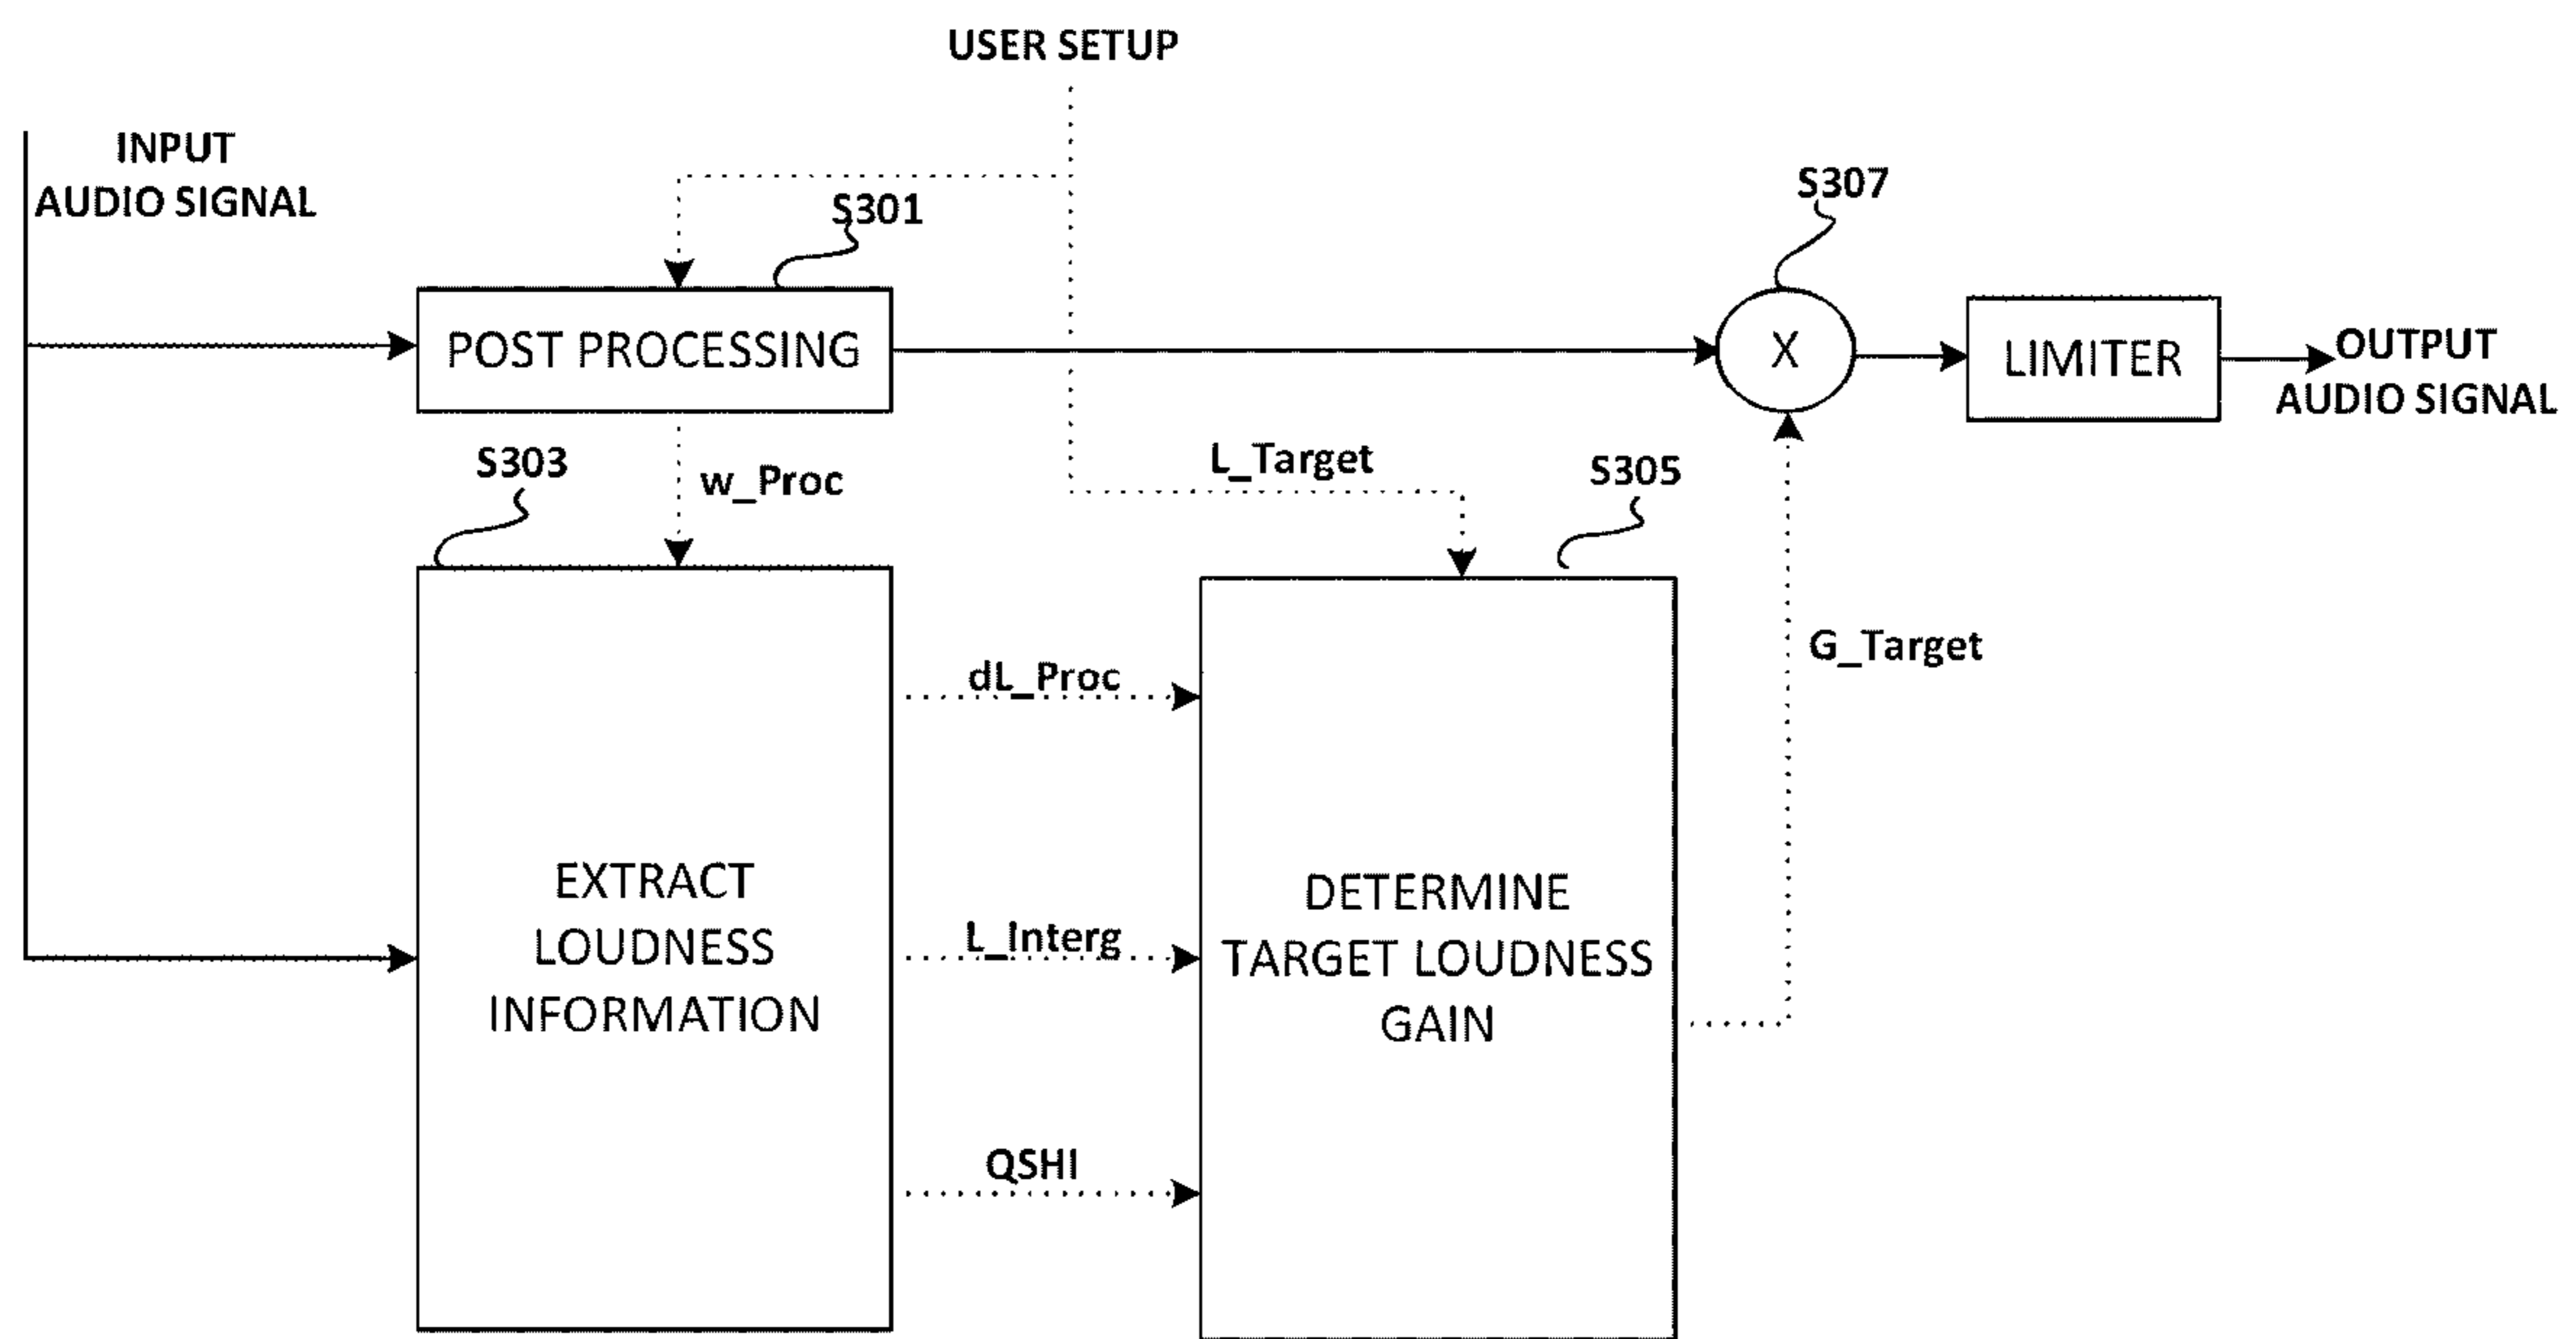 USER SETUP
INPUT
AUDIO SIGNAL
S301
S307
POST PROCESSING
X
LIMITER
OUTPUT
AUDIO SIGNAL
S303
w_Proc
L_Target
S305
G_Target
dL_Proc
EXTRACT
LOUDNESS
INFORMATION
L_Interg
DETERMINE
TARGET LOUDNESS
GAIN
QSHI